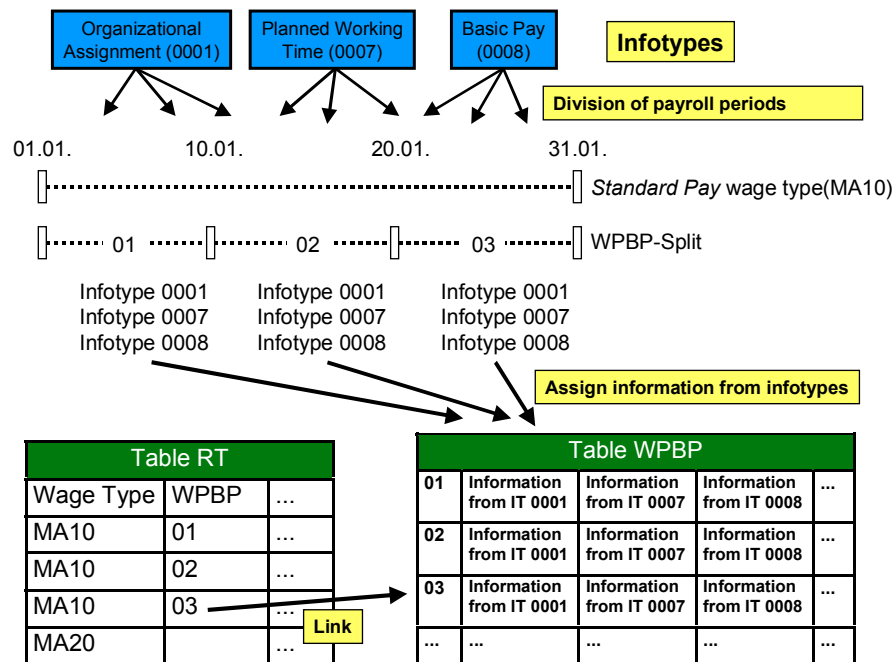 Organizational
Assignment (0001)
Planned Working
Time (0007)
Basic Pay
(0008)
Infotypes
Division of payroll periods
01.01. 10.01. 20.01. 31.01.
Standard Pay wage type(MA10)
01 02 03 WPBP-Split
Infotype 0001 Infotype 0001 Infotype 0001
Infotype 0007 Infotype 0007 Infotype 0007
Infotype 0008 Infotype 0008 Infotype 0008
Assign information from infotypes
Table RT
Wage Type WPBP ...
MA10 01 ...
MA10 02 ...
MA10 03 ...
MA20
Link
Table WPBP
01 Information Information Information ...
from IT 0001 from IT 0007 from IT 0008
02 Information Information Information ...
from IT 0001 from IT 0007 from IT 0008
03 Information Information Information ...
from IT 0001 from IT 0007 from IT 0008
... ... ... ... ...